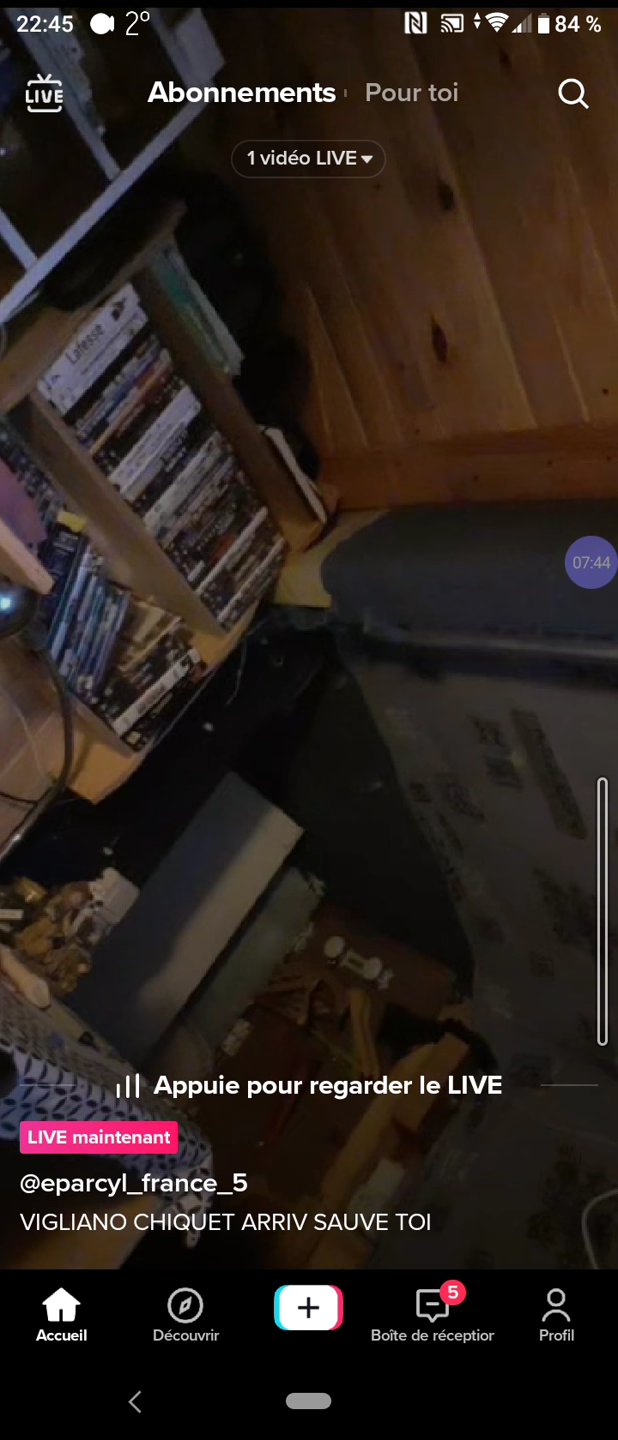 22:45 2° 84 %
LIVE Abonnements Pour toi
1 vidéo LIVE
Lafesse
07:44
Appuie pour regarder le LIVE
LIVE maintenant
@eparcyl_france_5
VIGLIANO CHIQUET ARRIV SAUVE TOI
5
Accueil Découvrir Boîte de réception Profil